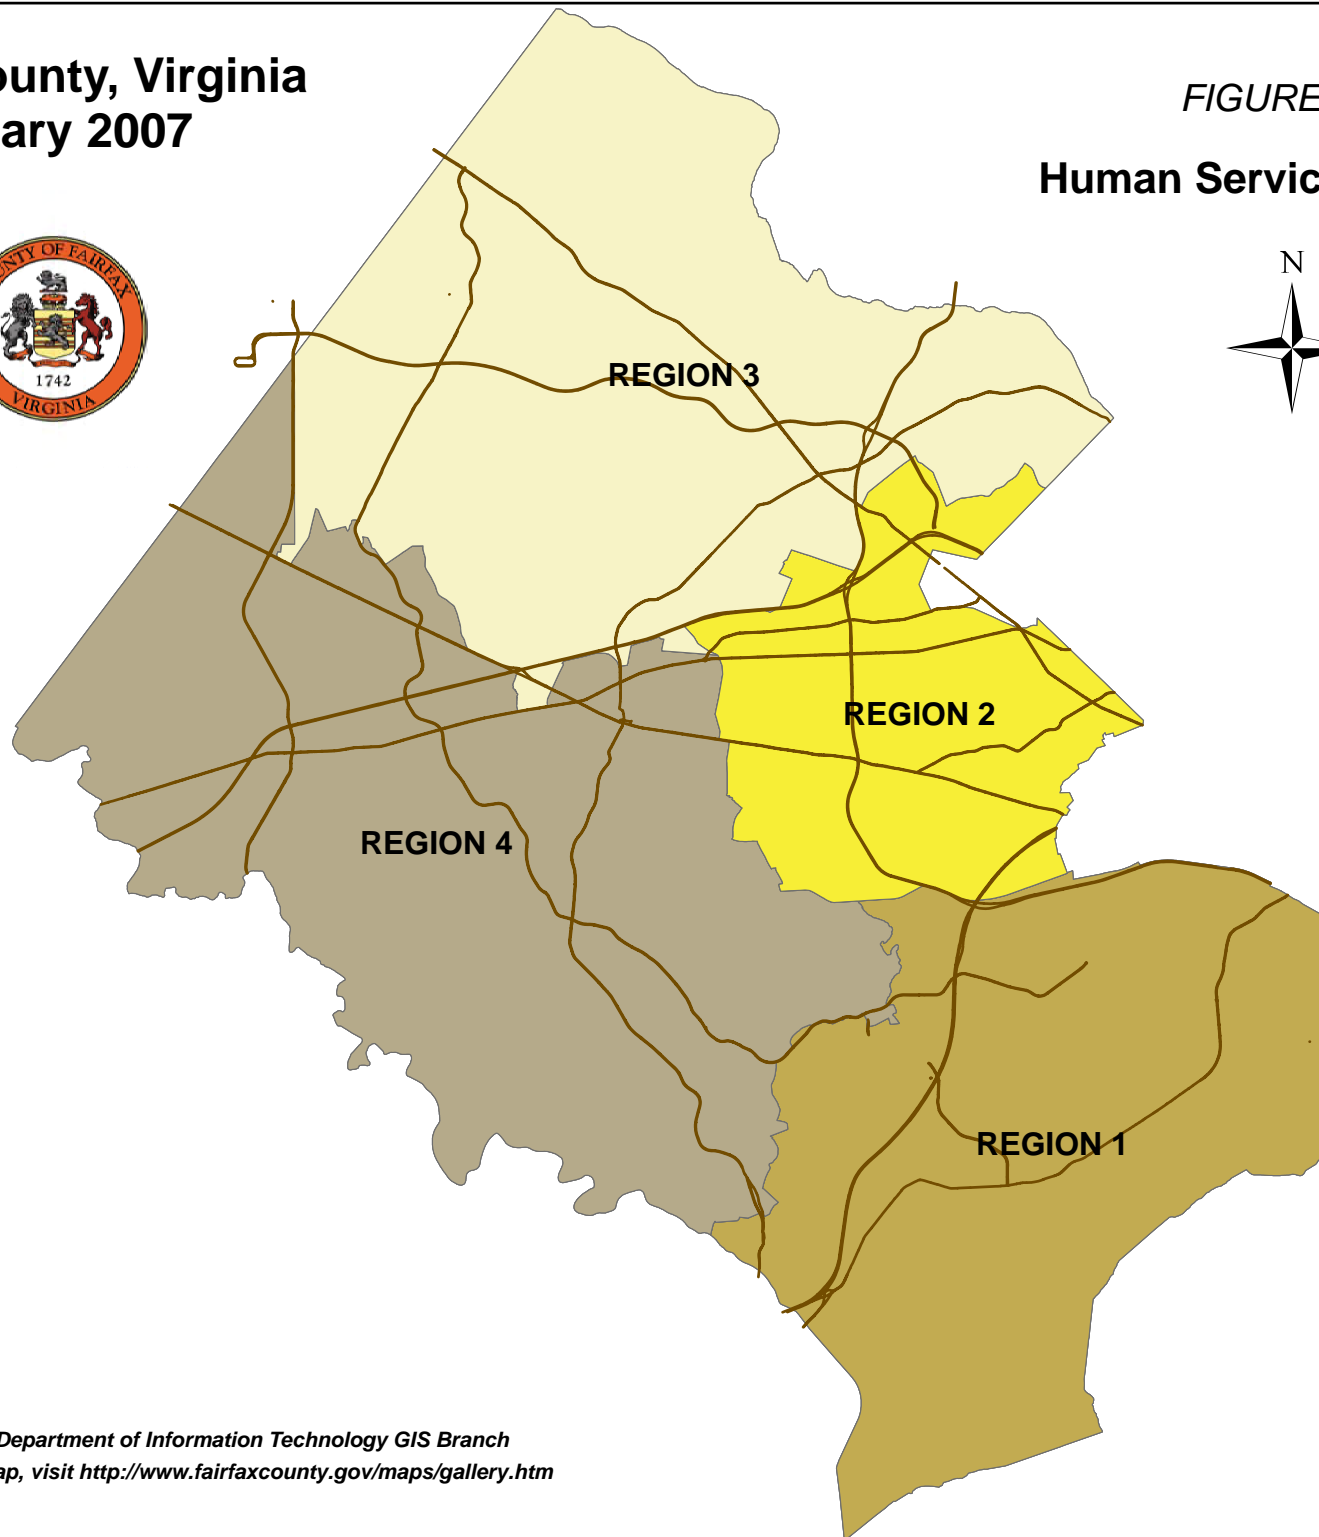 ounty, Virginia
ary 2007
FIGURE
Human Servic
N
NTY OF FAIRFAX
1742
VIRGINIA
REGION 3
REGION 2
REGION 4
REGION 1
Department of Information Technology GIS Branch
ap, visit http://www.fairfaxcounty.gov/maps/gallery.htm